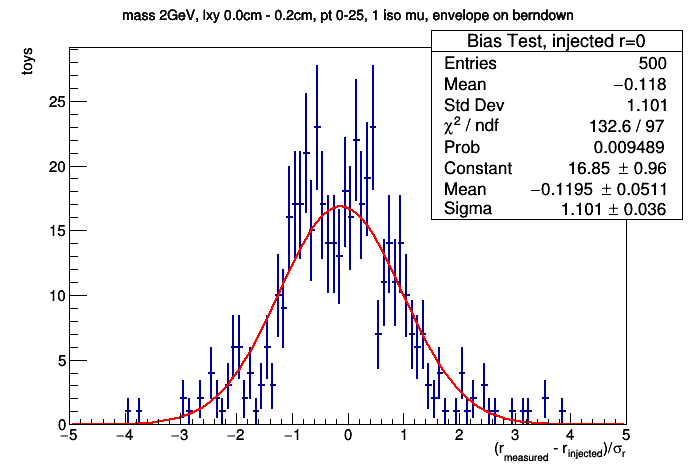 mass 2GeV, lxy 0.0cm - 0.2cm, pt 0-25, 1 iso mu, envelope on berndown
Bias Test, injected r=0
Entries 500
Mean −0.118
Std Dev 1.101
χ² / ndf 132.6 / 97
Prob 0.009489
Constant 16.85 ± 0.96
Mean −0.1195 ± 0.0511
Sigma 1.101 ± 0.036
toys
25
20
15
10
5
0
−5 −4 −3 −2 −1 0 1 2 3 4 5
(r_measured - r_injected)/σ_r